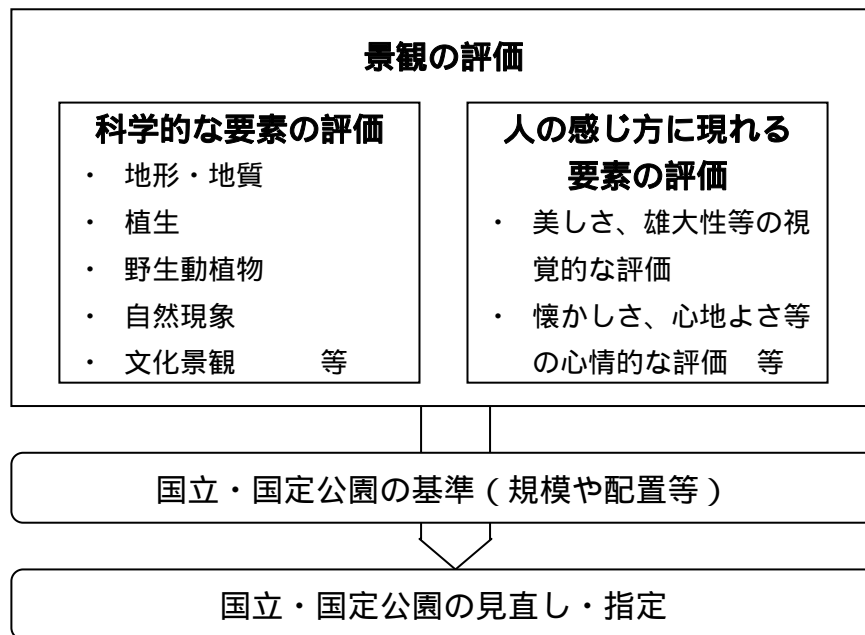 景観の評価
科学的な要素の評価
・ 地形・地質
・ 植生
・ 野生動植物
・ 自然現象
・ 文化景観 等
人の感じ方に現れる
要素の評価
・ 美しさ、雄大性等の視
覚的な評価
・ 懐かしさ、心地よさ等
の心情的な評価 等
国立・国定公園の基準（規模や配置等）
国立・国定公園の見直し・指定